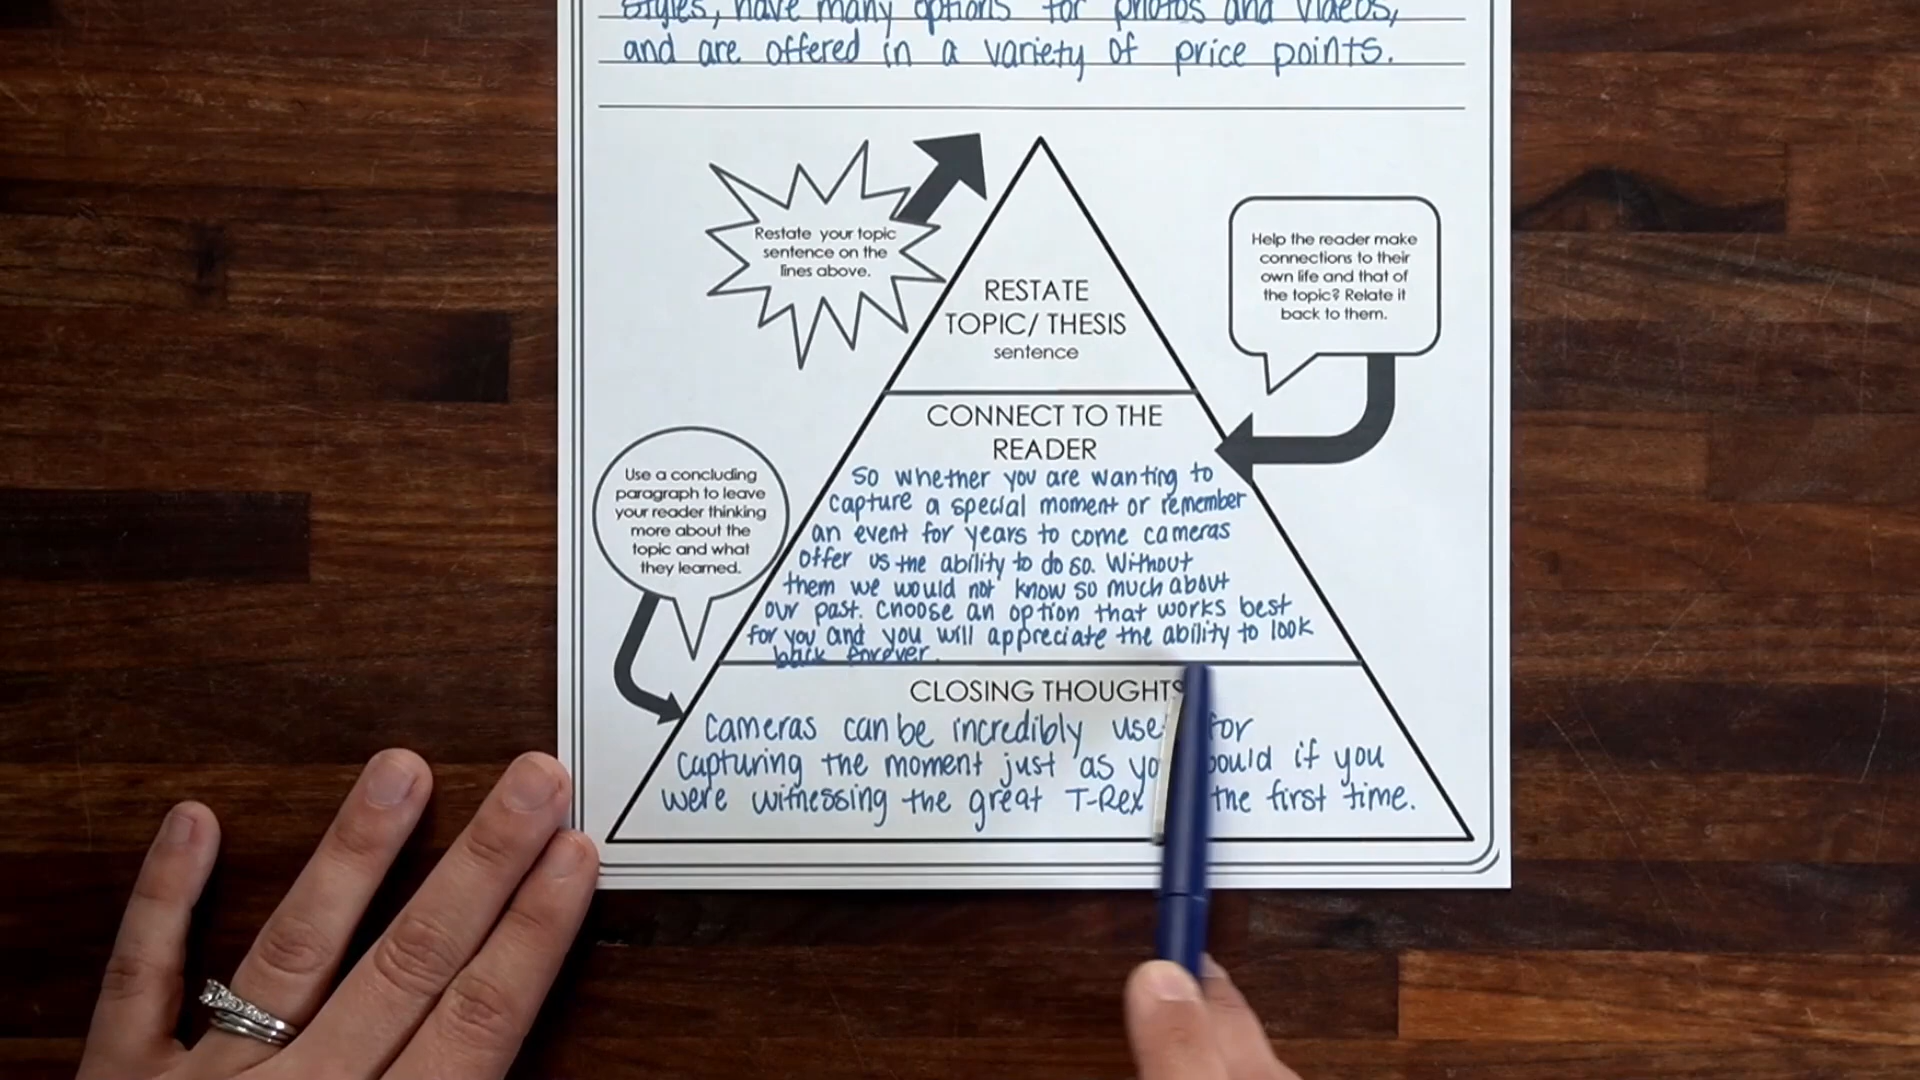 styles, have many options for photos and videos,
and are offered in a variety of price points.
Restate your topic
sentence on the
lines above.
Help the reader make
connections to their
own life and that of
the topic? Relate it
back to them.
RESTATE
TOPIC/ THESIS
sentence
CONNECT TO THE
READER
So whether you are wanting to
capture a special moment or remember
an event for years to come cameras
offer us the ability to do so. Without
them we would not know so much about
our past. Choose an option that works best
for you and you will appreciate the ability to look
back forever.
Use a concluding
paragraph to leave
your reader thinking
more about the
topic and what
they learned.
CLOSING THOUGHTS
Cameras can be incredibly for
capturing the moment just as if you
were witnessing the great T-Rex the first time.